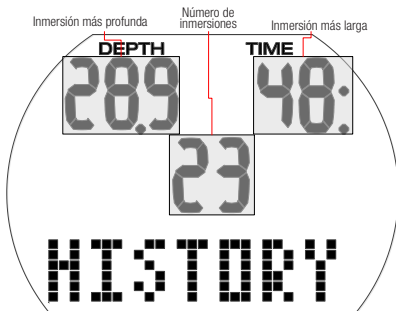 Inmersión más profunda
Número de
inmersiones
Inmersión más larga
DEPTH TIME
28.9 48:
23
HISTORY